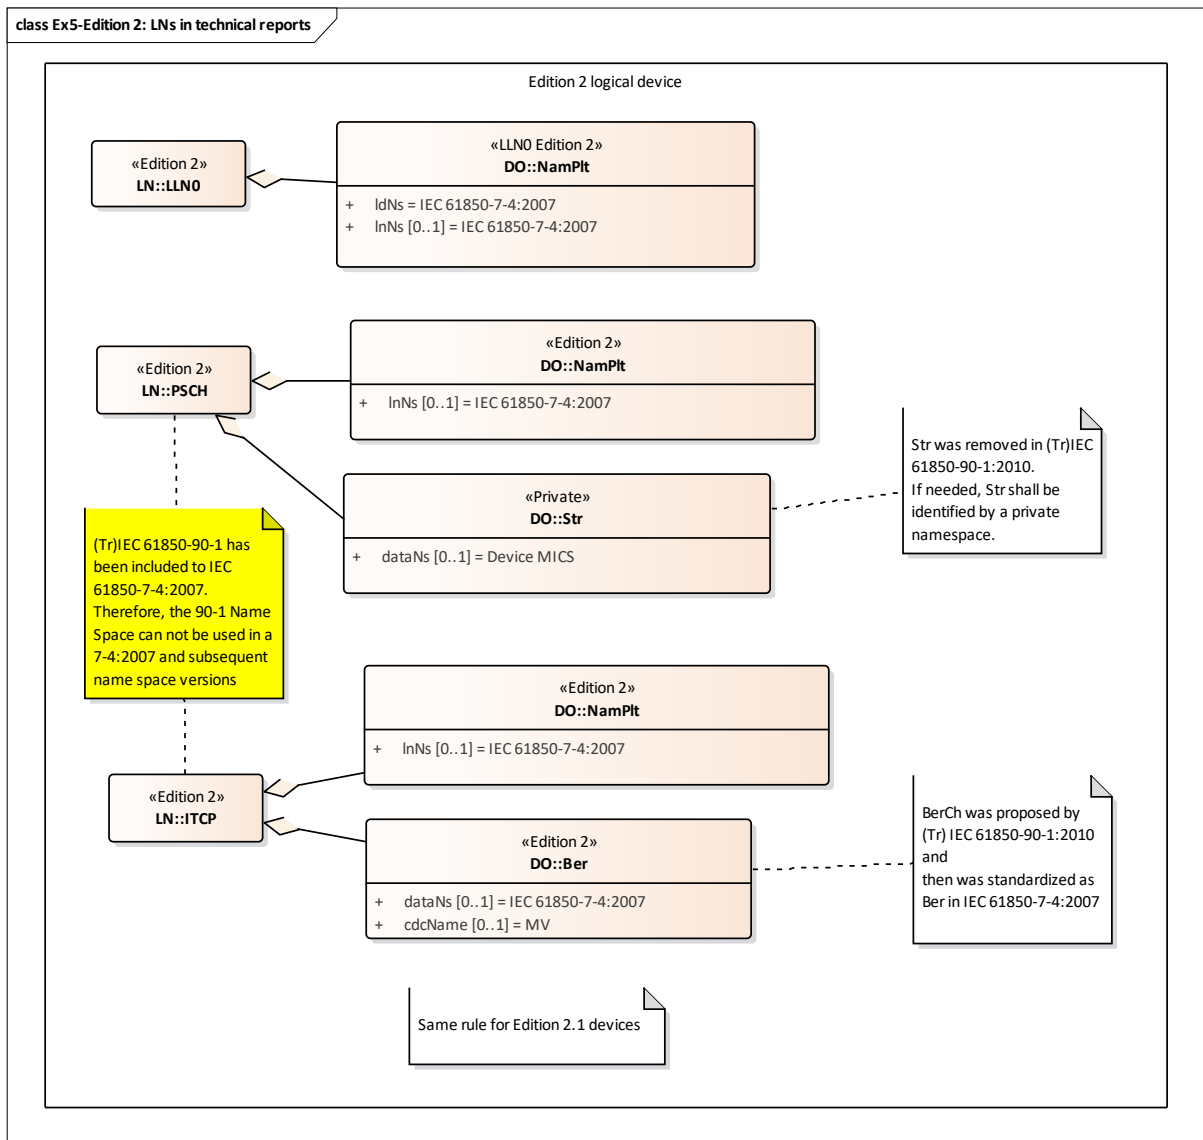 class Ex5-Edition 2: LNs in technical reports
Edition 2 logical device
«Edition 2»
LN::LLN0
«LLN0 Edition 2»
DO::NamPlt
+ ldNs = IEC 61850-7-4:2007
+ lnNs [0..1] = IEC 61850-7-4:2007
«Edition 2»
LN::PSCH
«Edition 2»
DO::NamPlt
+ lnNs [0..1] = IEC 61850-7-4:2007
«Private»
DO::Str
+ dataNs [0..1] = Device MICS
Str was removed in (Tr)IEC
61850-90-1:2010.
If needed, Str shall be
identified by a private
namespace.
(Tr)IEC 61850-90-1 has
been included to IEC
61850-7-4:2007.
Therefore, the 90-1 Name
Space can not be used in a
7-4:2007 and subsequent
name space versions
«Edition 2»
LN::ITCP
«Edition 2»
DO::NamPlt
+ lnNs [0..1] = IEC 61850-7-4:2007
«Edition 2»
DO::Ber
+ dataNs [0..1] = IEC 61850-7-4:2007
+ cdcName [0..1] = MV
BerCh was proposed by
(Tr) IEC 61850-90-1:2010
and
then was standardized as
Ber in IEC 61850-7-4:2007
Same rule for Edition 2.1 devices